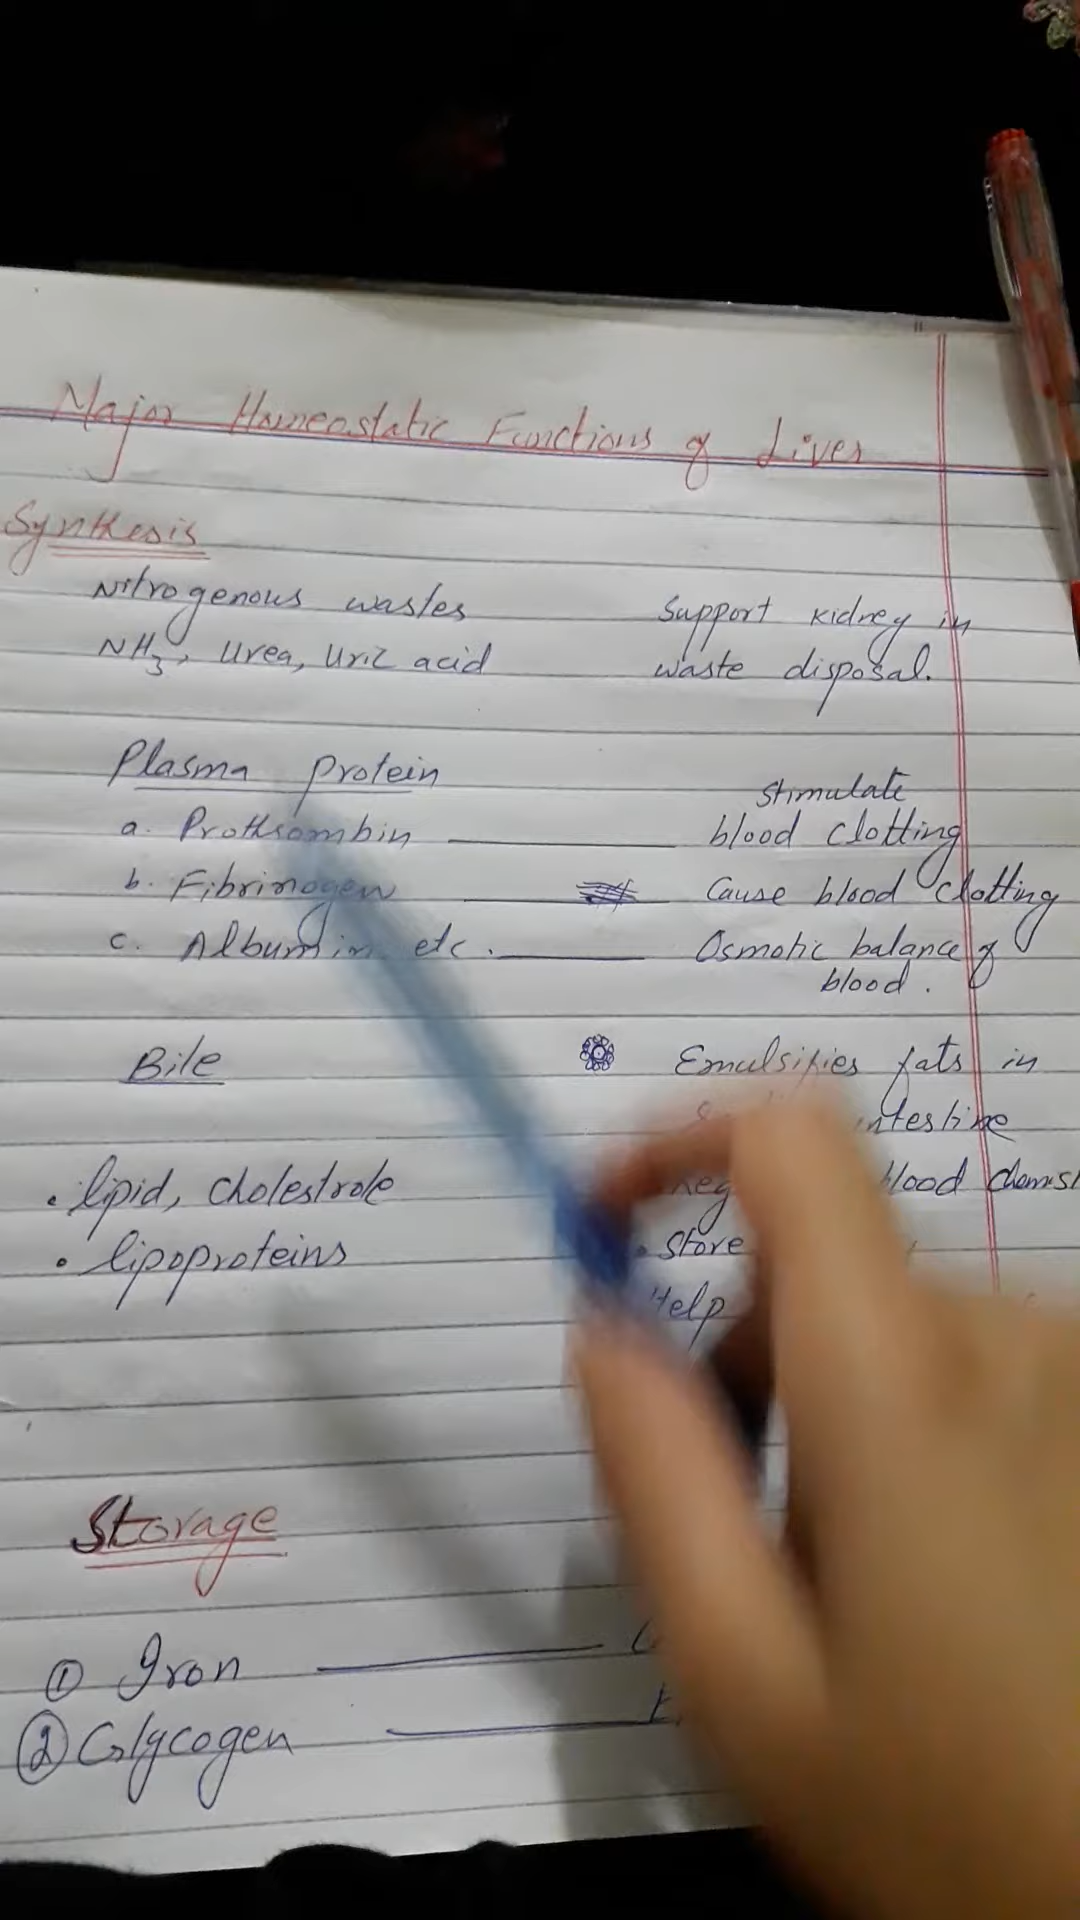 Major Homeostatic Functions of Liver
Synthesis
Nitrogenous wastes Support kidney in
NH3, Urea, Uric acid waste disposal.
Plasma Protein
stimulate
a. Prothrombin blood clotting
b. Fibrinogen Cause blood clotting
c. Albumin etc. Osmotic balance of
blood.
Bile Emulsifies fats in
intestine
• lipid, cholestrole blood
• lipoproteins • Store
Help
Storage
① Iron
② Glycogen